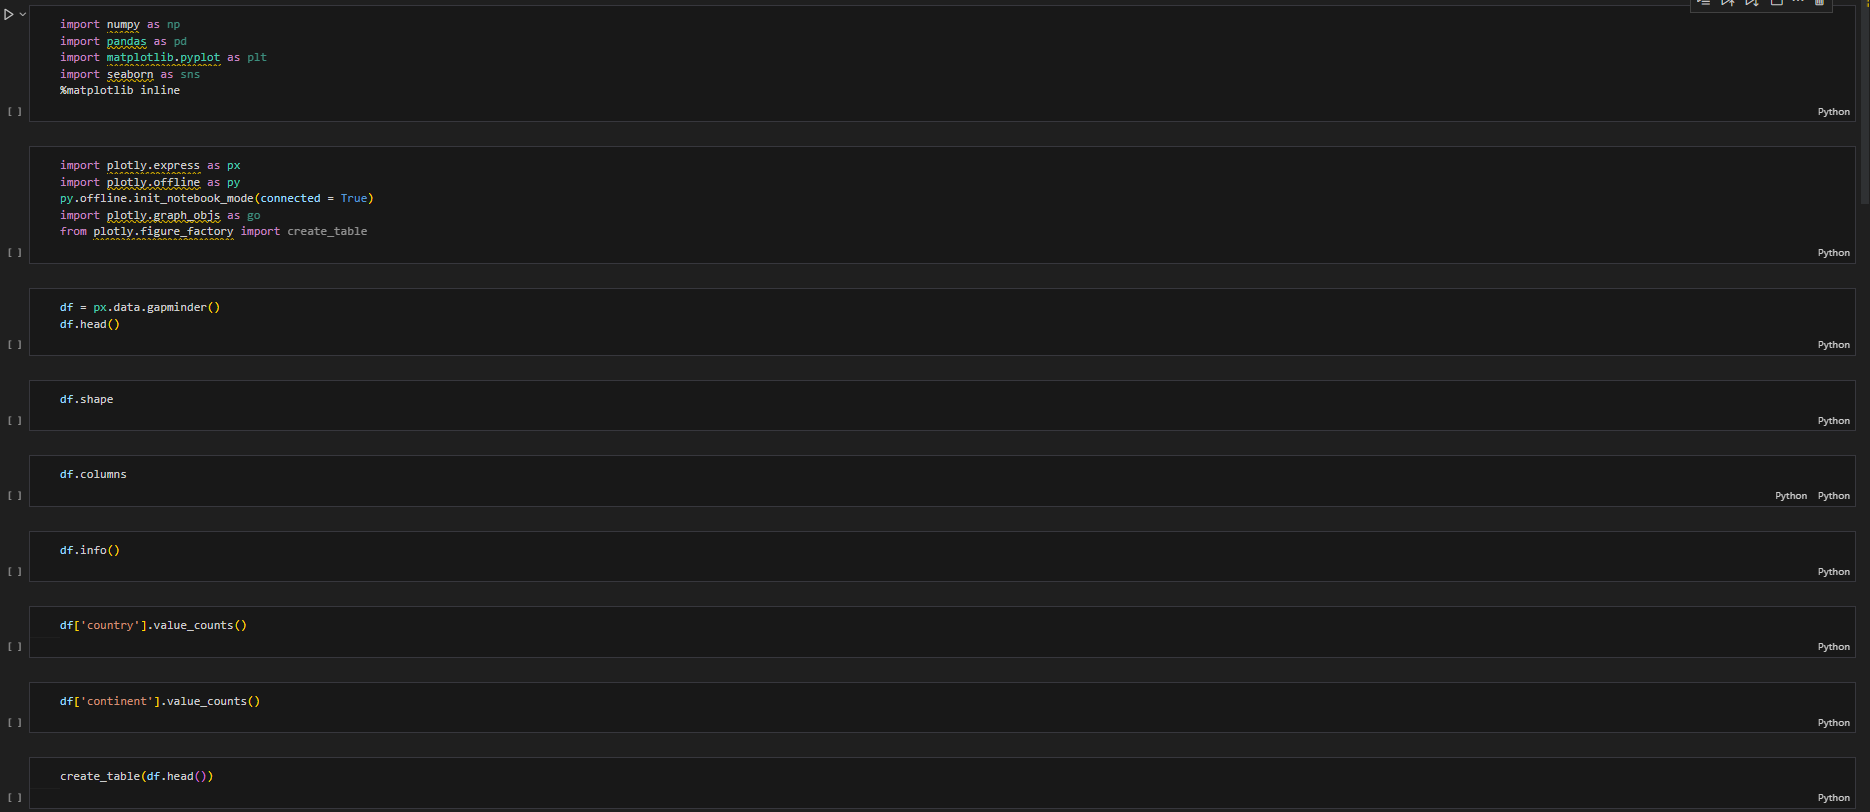 import numpy as np
import pandas as pd
import matplotlib.pyplot as plt
import seaborn as sns
%matplotlib inline
[ ]
Python
import plotly.express as px
import plotly.offline as py
py.offline.init_notebook_mode(connected = True)
import plotly.graph_objs as go
from plotly.figure_factory import create_table
[ ]
Python
df = px.data.gapminder()
df.head()
[ ]
Python
df.shape
[ ]
Python
df.columns
[ ]
Python Python
df.info()
[ ]
Python
df['country'].value_counts()
[ ]
Python
df['continent'].value_counts()
[ ]
Python
create_table(df.head())
[ ]
Python